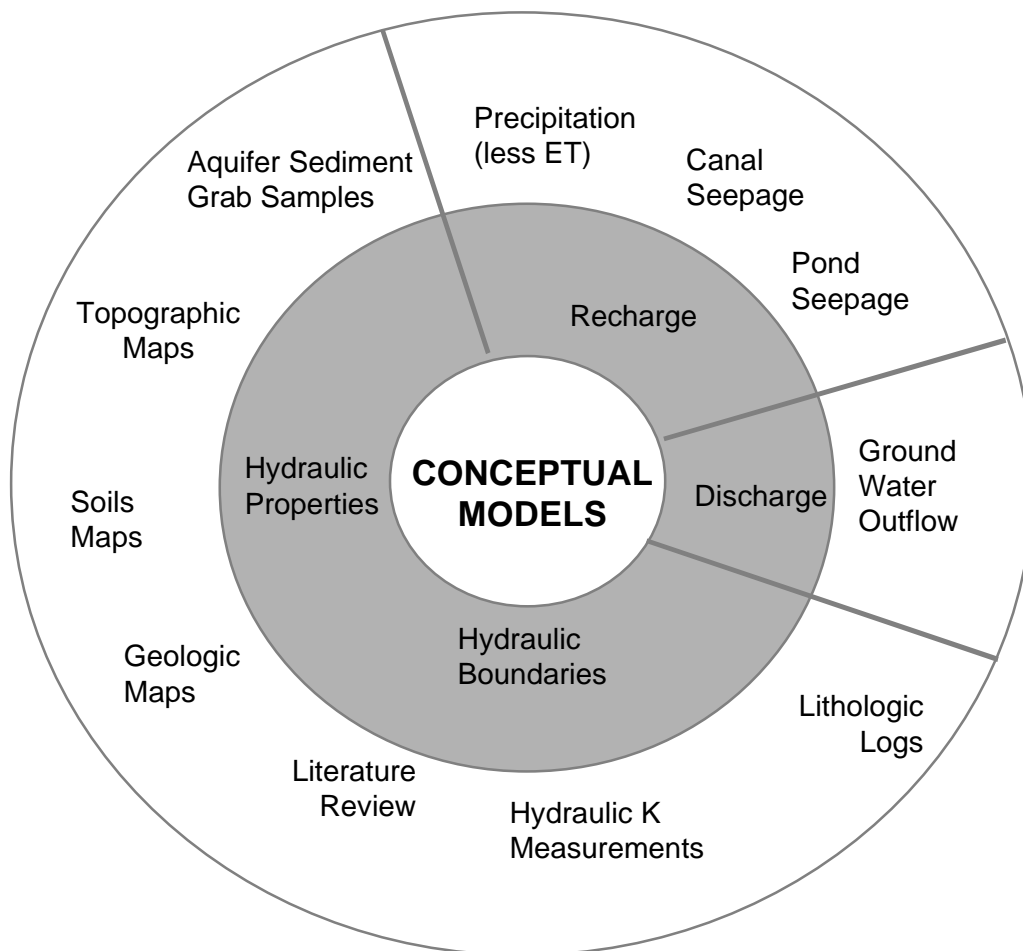 Precipitation
(less ET)
Canal
Seepage
Aquifer Sediment
Grab Samples
Pond
Seepage
Topographic
Maps
Recharge
Ground
Water
Outflow
Hydraulic
Properties
CONCEPTUAL
MODELS
Discharge
Soils
Maps
Hydraulic
Boundaries
Geologic
Maps
Lithologic
Logs
Literature
Review
Hydraulic K
Measurements